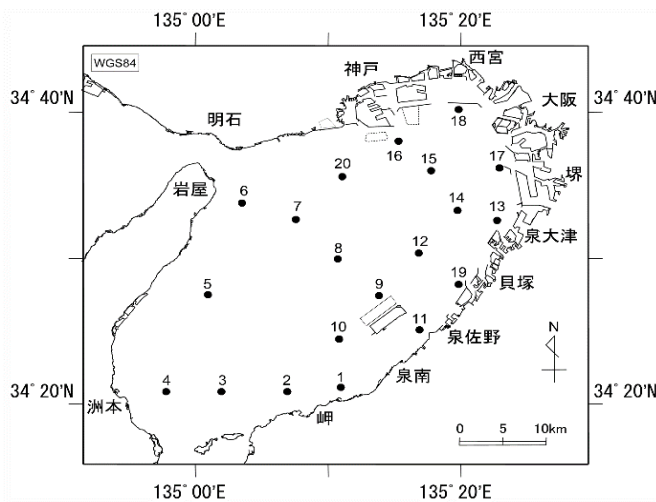 135° 00'E
135° 20'E
WGS84
西宮
神戸
34° 40'N
34° 40'N
大阪
明石
18
16
15
17
堺
20
岩屋
6
14
13
7
泉大津
8
12
19
貝塚
5
9
10
11
泉佐野
N
泉南
34° 20'N
4
3
2
1
34° 20'N
洲本
岬
0
5
10km
135° 00'E
135° 20'E